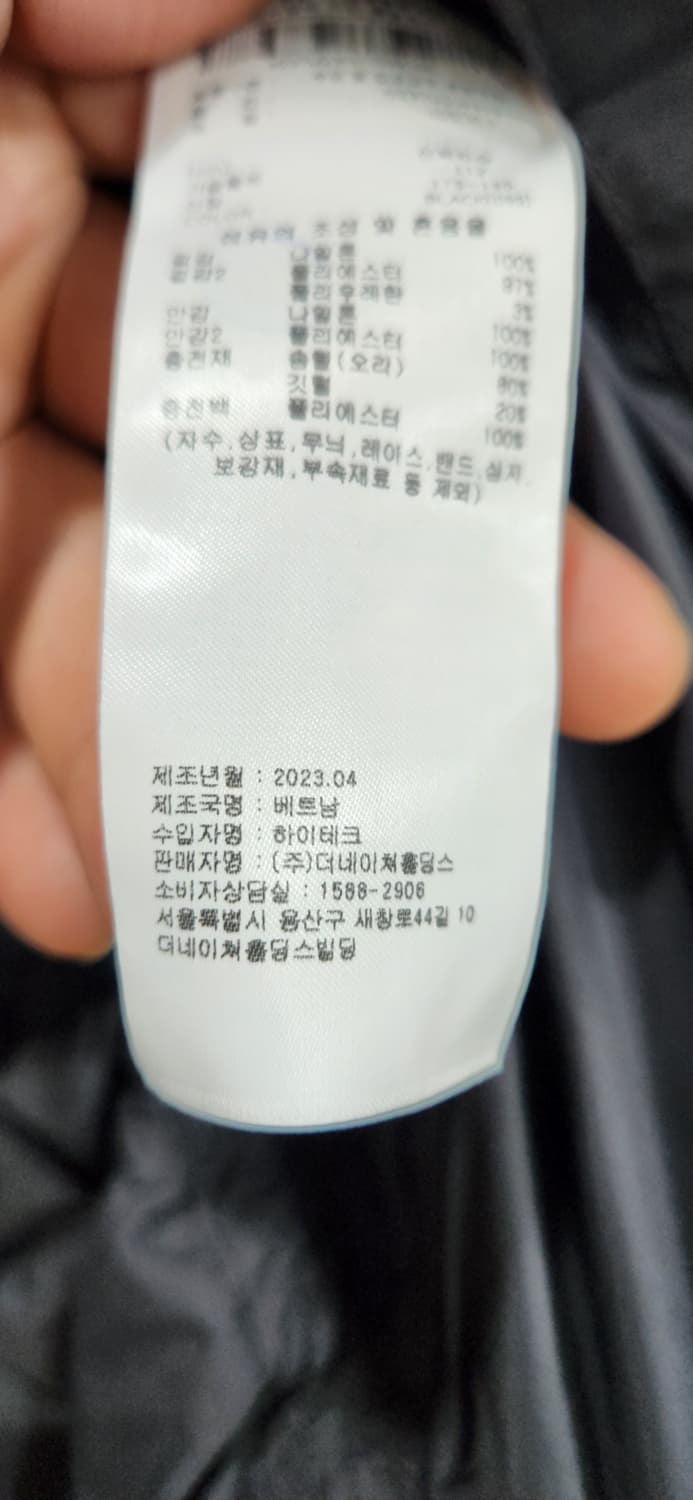 섬유의 조성 및 혼용율
겉감 나일론 100%
겉감2 폴리에스터 97%
폴리우레탄 3%
안감 나일론 100%
안감2 폴리에스터 100%
충전재 솜털(오리) 80%
깃털 20%
충전백 폴리에스터 100%
(자수,상표,무늬,레이스,밴드,심지,
보강재,부속재료 등 제외)
제조년월 : 2023.04
제조국명 : 베트남
수입자명 : 하이테크
판매자명 : (주)더네이쳐홀딩스
소비자상담실 : 1588-2906
서울특별시 용산구 새창로44길 10
더네이쳐홀딩스빌딩